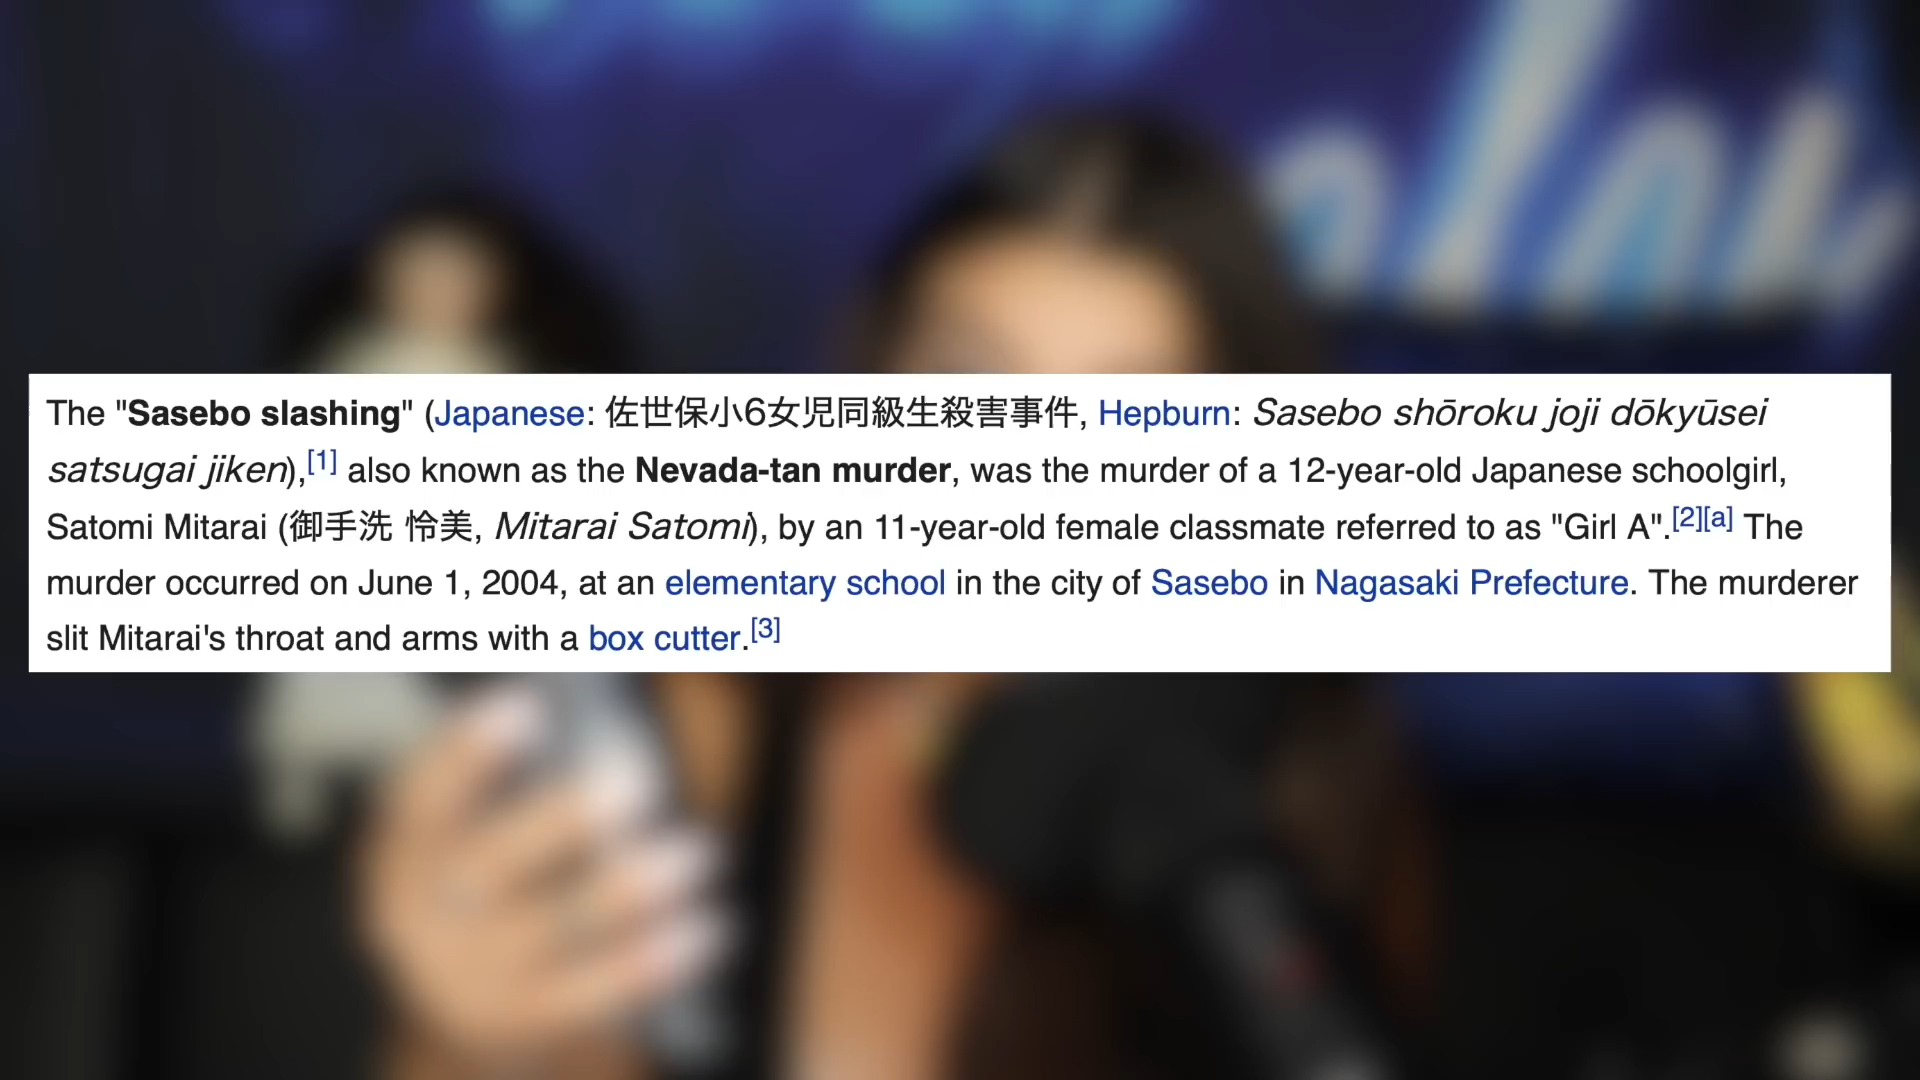 The "Sasebo slashing" (Japanese: 佐世保小6女児同級生殺害事件, Hepburn: Sasebo shōroku joji dōkyūsei
satsugai jiken),[1] also known as the Nevada-tan murder, was the murder of a 12-year-old Japanese schoolgirl,
Satomi Mitarai (御手洗 怜美, Mitarai Satomi), by an 11-year-old female classmate referred to as "Girl A".[2][a] The
murder occurred on June 1, 2004, at an elementary school in the city of Sasebo in Nagasaki Prefecture. The murderer
slit Mitarai's throat and arms with a box cutter.[3]